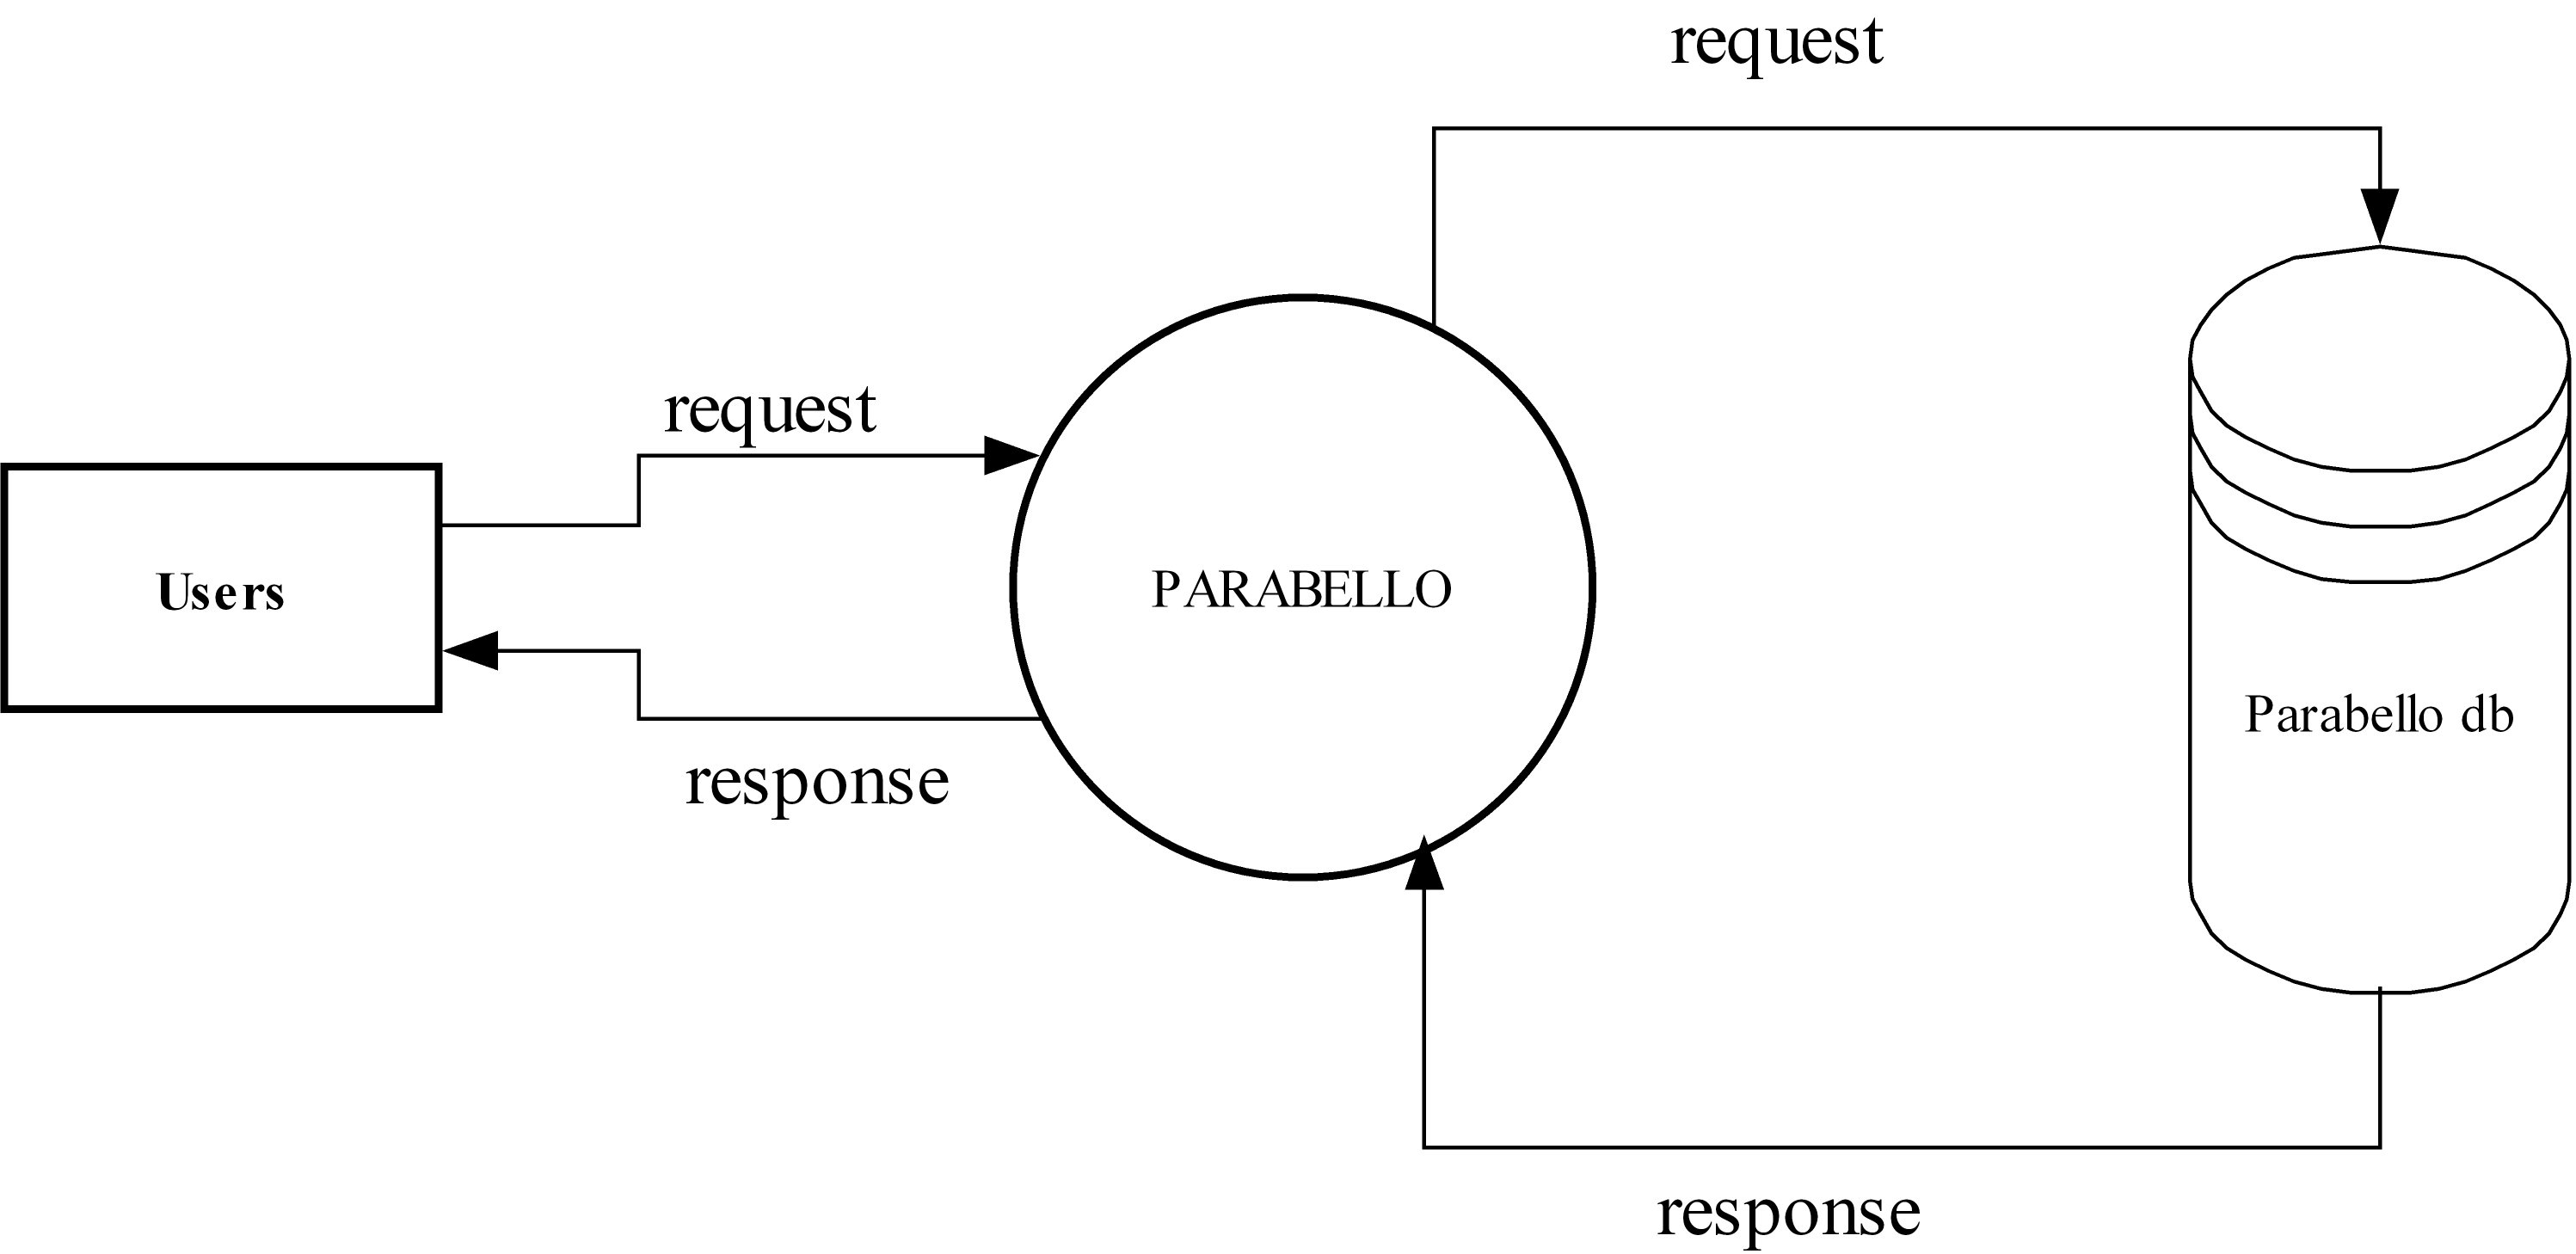 request
request
Users
PARABELLO
Parabello db
response
response